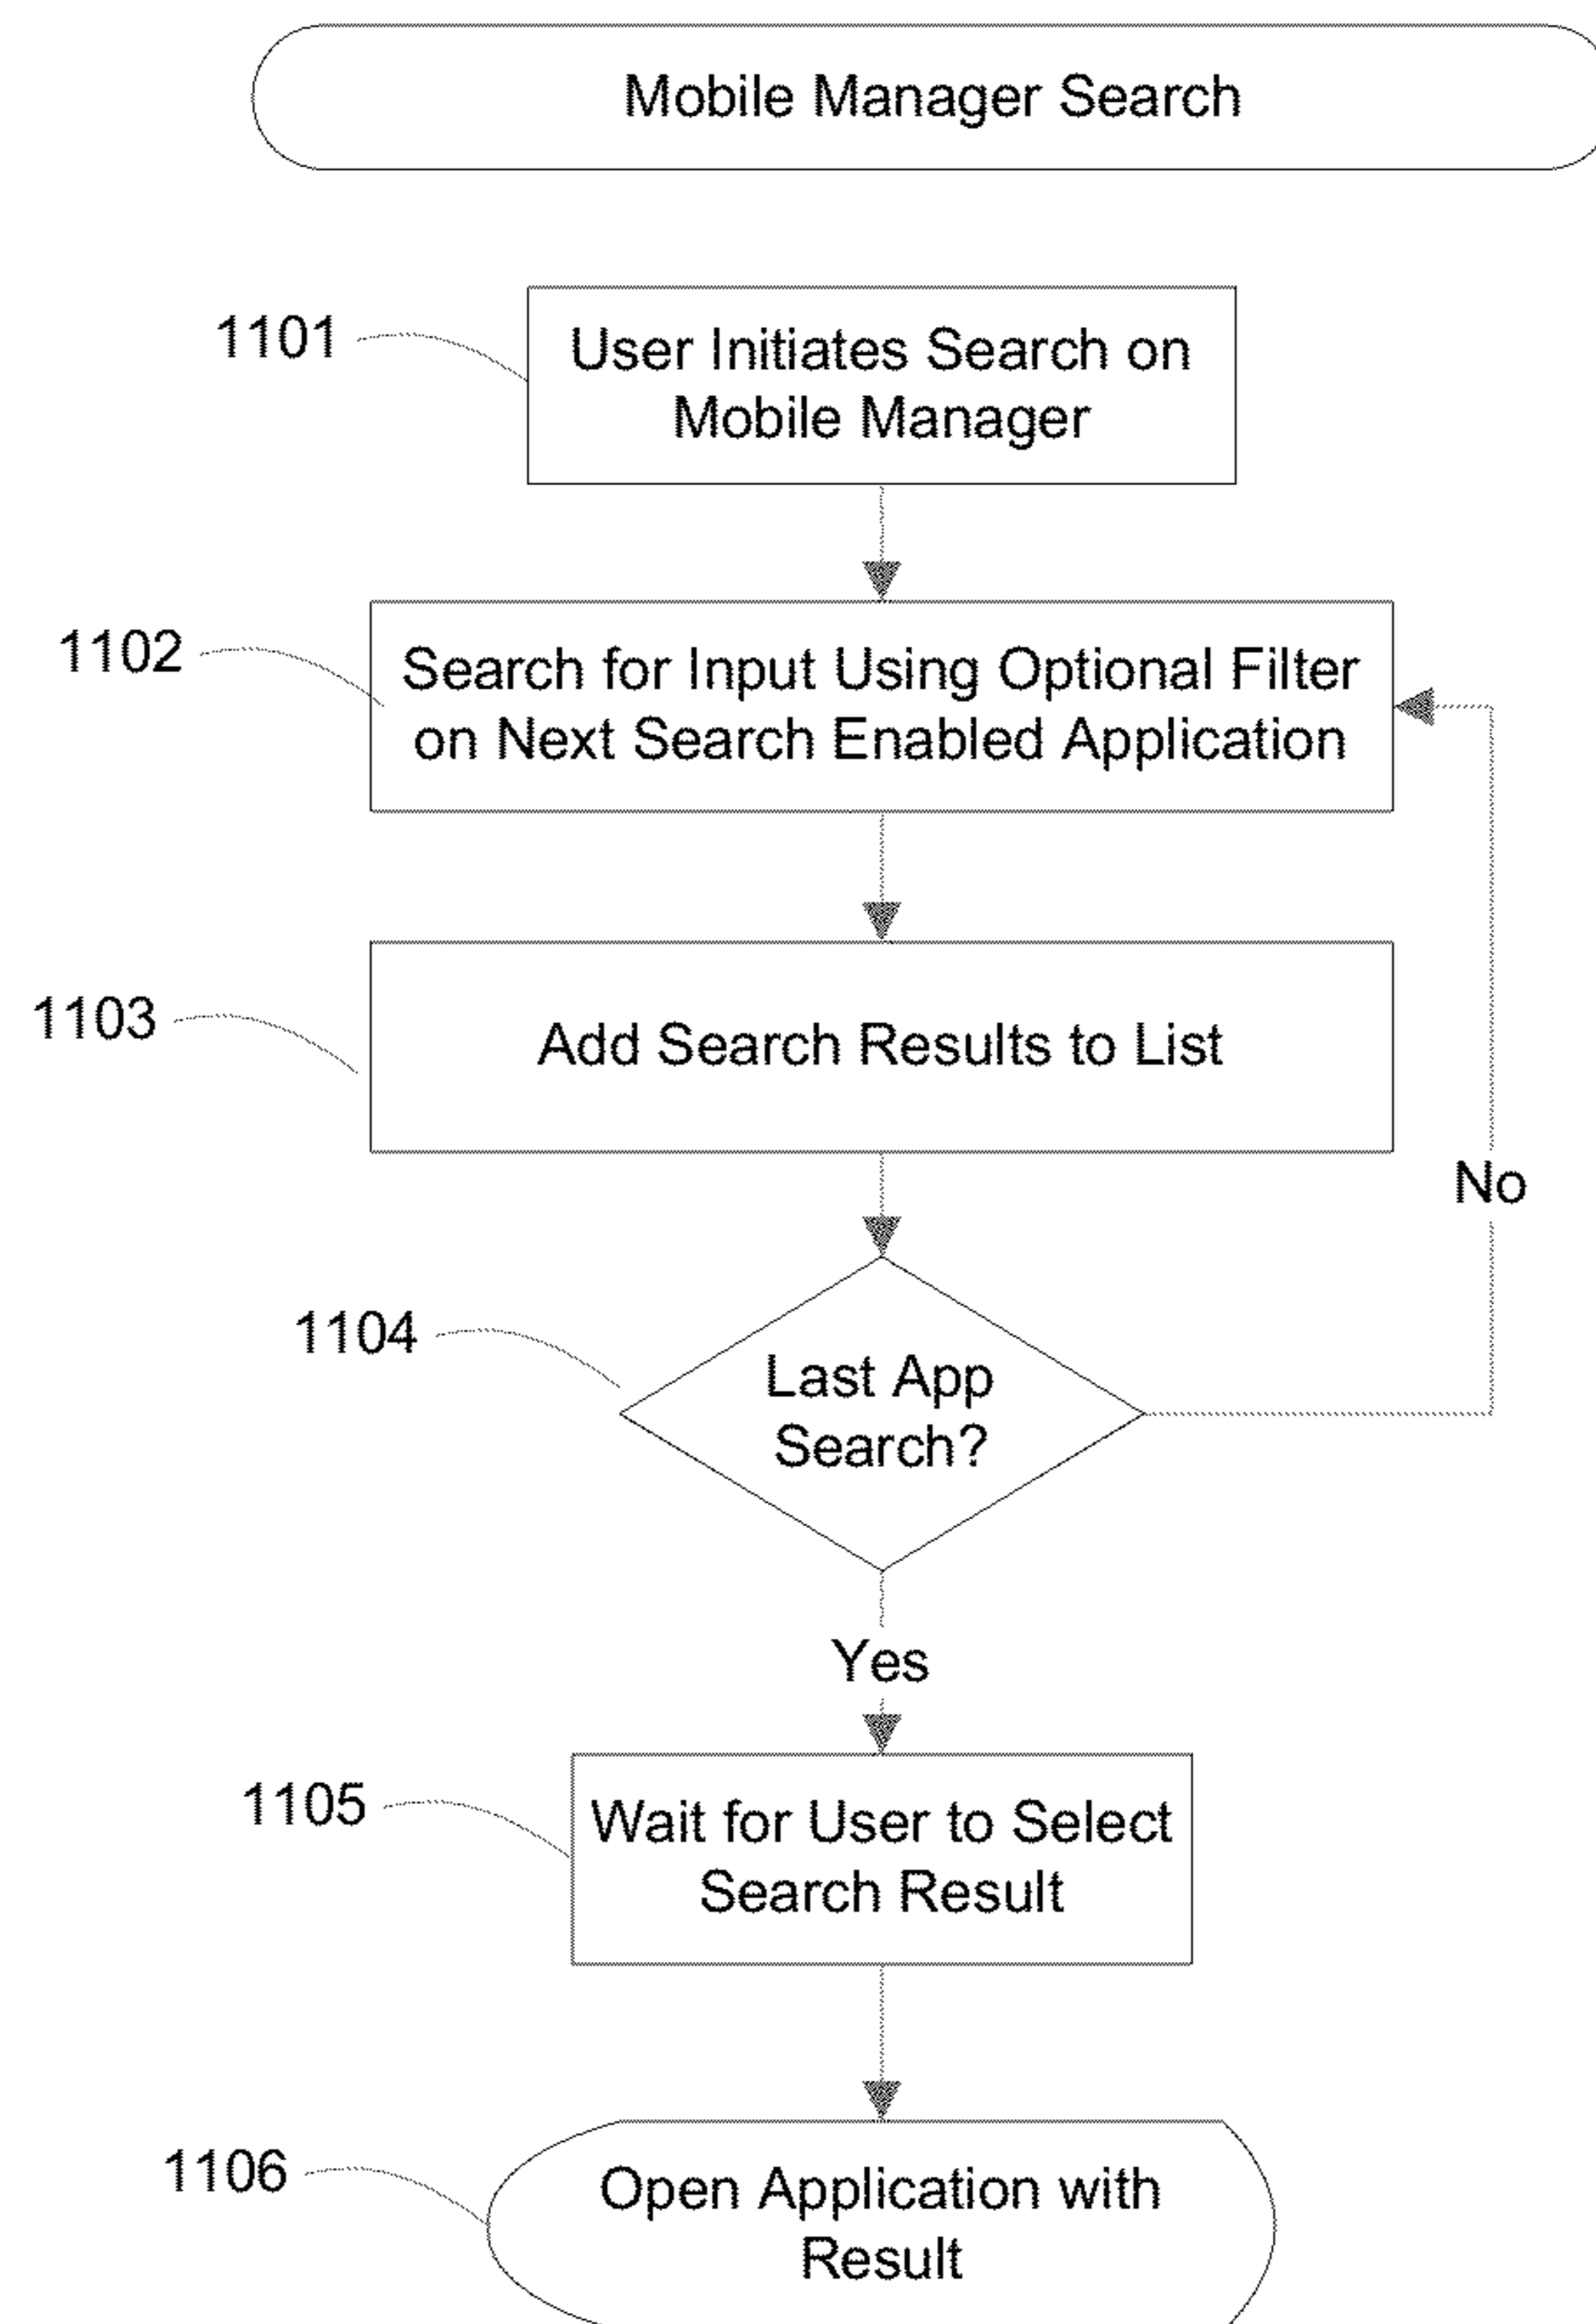 Mobile Manager Search
1101
User Initiates Search on
Mobile Manager
1102
Search for Input Using Optional Filter
on Next Search Enabled Application
1103
Add Search Results to List
No
1104
Last App
Search?
Yes
1105
Wait for User to Select
Search Result
1106
Open Application with
Result